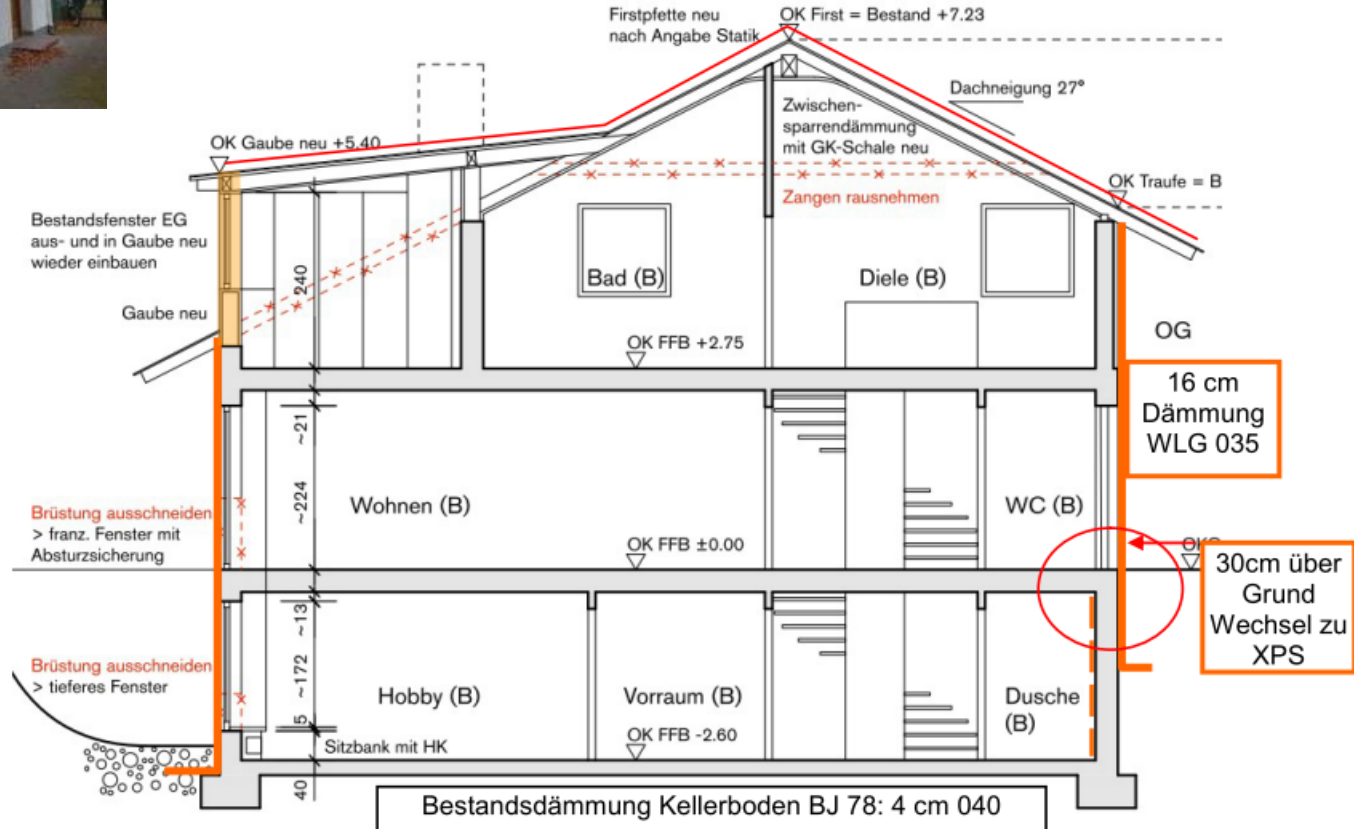 Firstpfette neu
nach Angabe Statik
OK First = Bestand +7.23
Dachneigung 27°
Zwischen-
sparrendämmung
mit GK-Schale neu
OK Gaube neu +5.40
Zangen rausnehmen
OK Traufe = B
Bestandsfenster EG
aus- und in Gaube neu
wieder einbauen
240
Bad (B)
Diele (B)
Gaube neu
OK FFB +2.75
OG
16 cm
Dämmung
WLG 035
~21
~224
Wohnen (B)
WC (B)
Brüstung ausschneiden
> franz. Fenster mit
Absturzsicherung
OK FFB ±0.00
30cm über
Grund
Wechsel zu
XPS
~13
~172
5
Brüstung ausschneiden
> tieferes Fenster
Hobby (B)
Vorraum (B)
Dusche
(B)
Sitzbank mit HK
OK FFB -2.60
40
Bestandsdämmung Kellerboden BJ 78: 4 cm 040